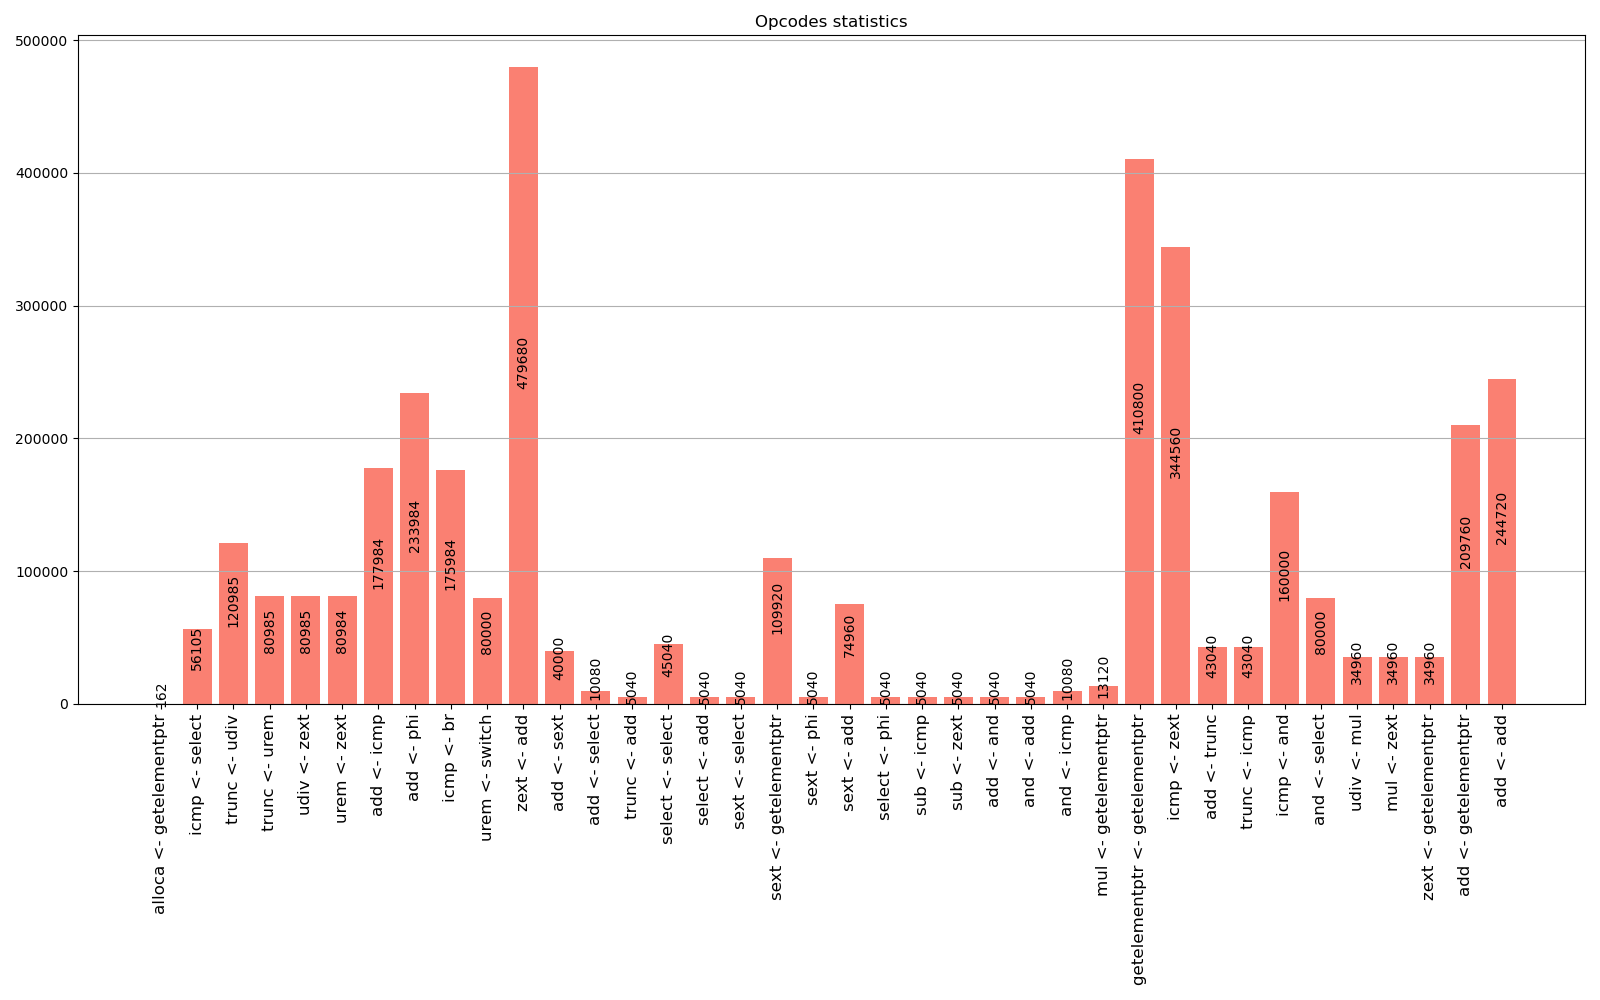 Opcodes statistics
500000
400000
300000
200000
100000
0
162
56105
120985
80985
80985
80984
177984
233984
175984
80000
479680
40000
10080
5040
45040
5040
5040
109920
5040
74960
5040
5040
5040
5040
5040
10080
13120
410800
344560
43040
43040
160000
80000
34960
34960
34960
209760
244720
alloca <- getelementptr
icmp <- select
trunc <- udiv
trunc <- urem
udiv <- zext
urem <- zext
add <- icmp
add <- phi
icmp <- br
urem <- switch
zext <- add
add <- sext
add <- select
trunc <- add
select <- select
select <- add
sext <- select
sext <- getelementptr
sext <- phi
sext <- add
select <- phi
sub <- icmp
sub <- zext
add <- and
and <- add
and <- icmp
mul <- getelementptr
getelementptr <- getelementptr
icmp <- zext
add <- trunc
trunc <- icmp
icmp <- and
and <- select
udiv <- mul
mul <- zext
zext <- getelementptr
add <- getelementptr
add <- add